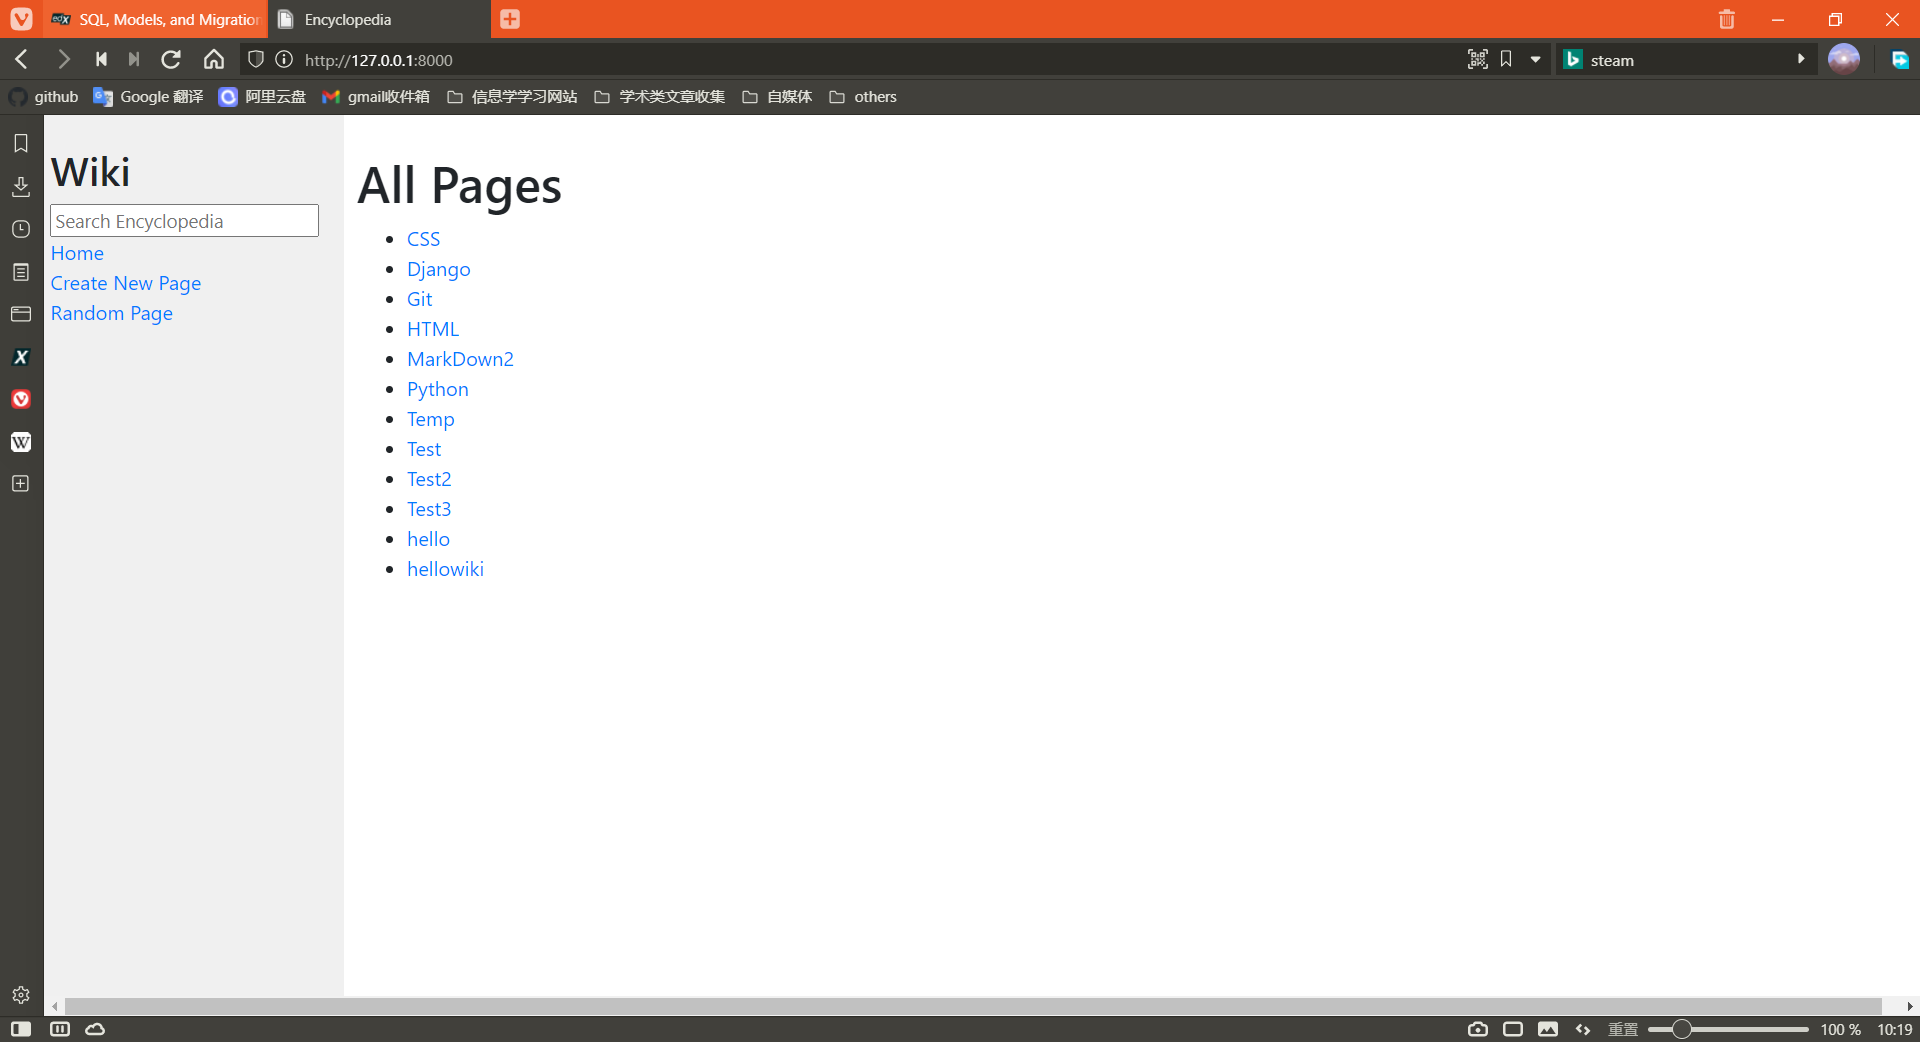 SQL, Models, and Migration
Encyclopedia
http://127.0.0.1:8000
steam
github
Google 翻译
阿里云盘
gmail收件箱
信息学学习网站
学术类文章收集
自媒体
others
Wiki
Search Encyclopedia
Home
Create New Page
Random Page
All Pages
CSS
Django
Git
HTML
MarkDown2
Python
Temp
Test
Test2
Test3
hello
hellowiki
重置
100 %
10:19